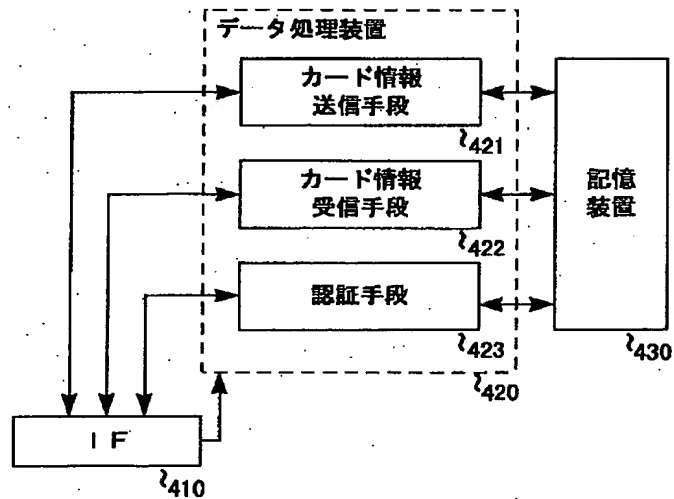 データ処理装置
カード情報
送信手段
421
カード情報
受信手段
422
認証手段
423
420
記憶
装置
430
IF
410